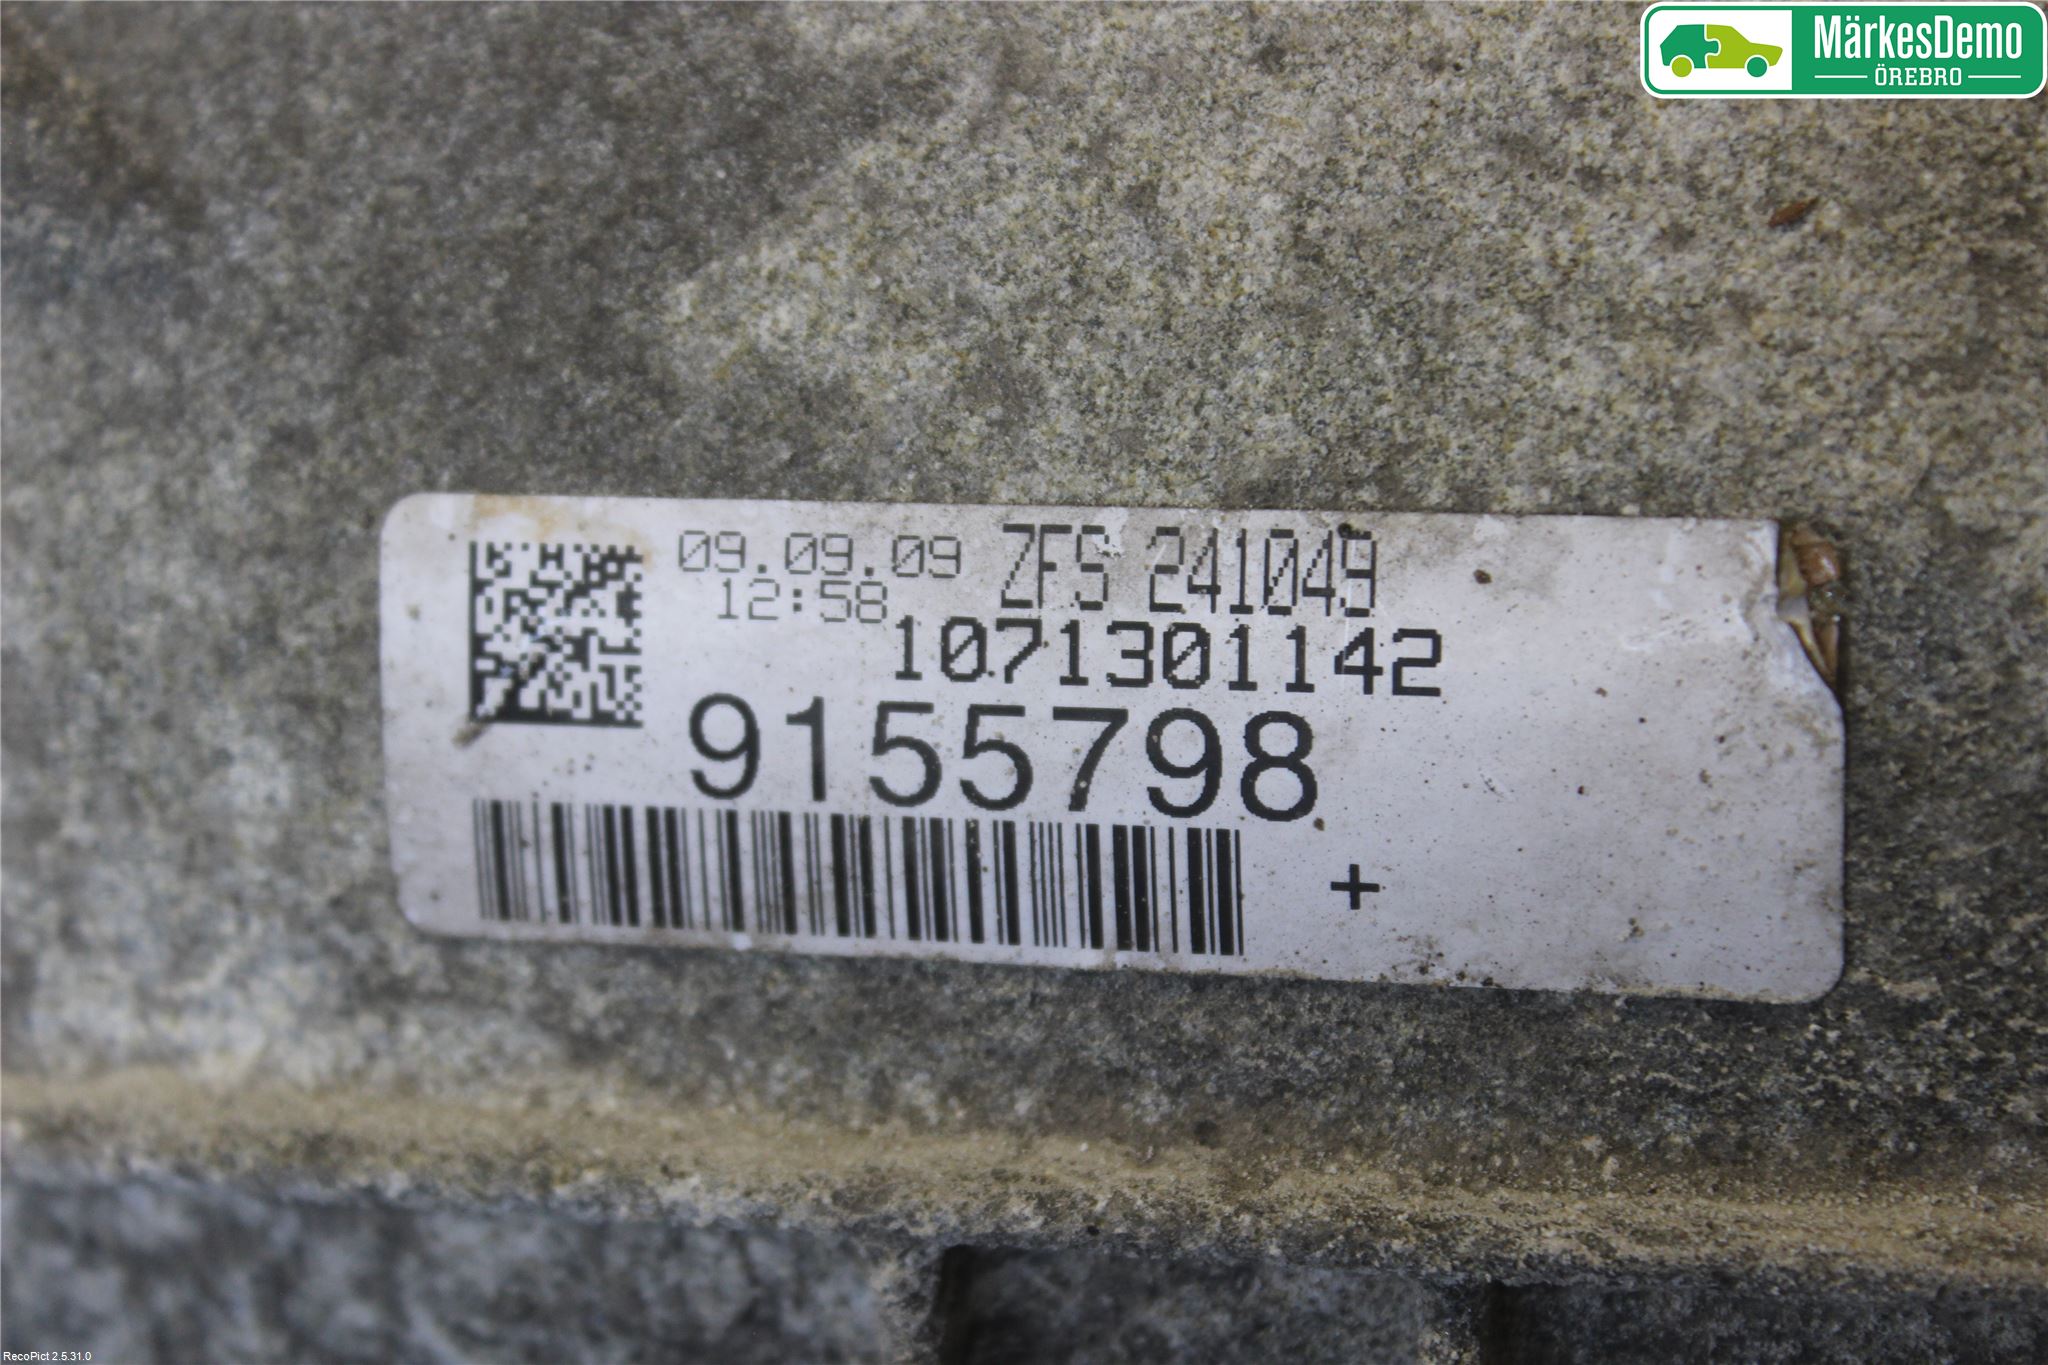 MärkesDemo
ÖREBRO
09.09.09 ZFS 241049
12:58
1071301142
9155798
+
RecoPict 2.5.31.0